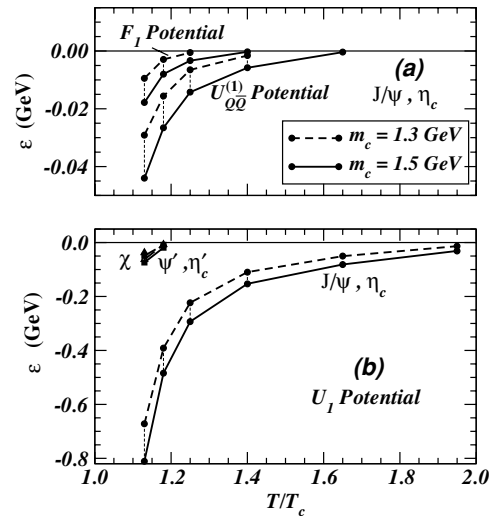 F1 Potential
0.00
(a)
U(1)QQ̅ Potential
J/ψ , ηc
-0.02
mc = 1.3 GeV
-0.04
mc = 1.5 GeV
ε (GeV)
0.0
χ
ψ′ , η′c
J/ψ , ηc
-0.2
-0.4
(b)
-0.6
U1 Potential
-0.8
ε (GeV)
1.0 1.2 1.4 1.6 1.8 2.0
T/Tc